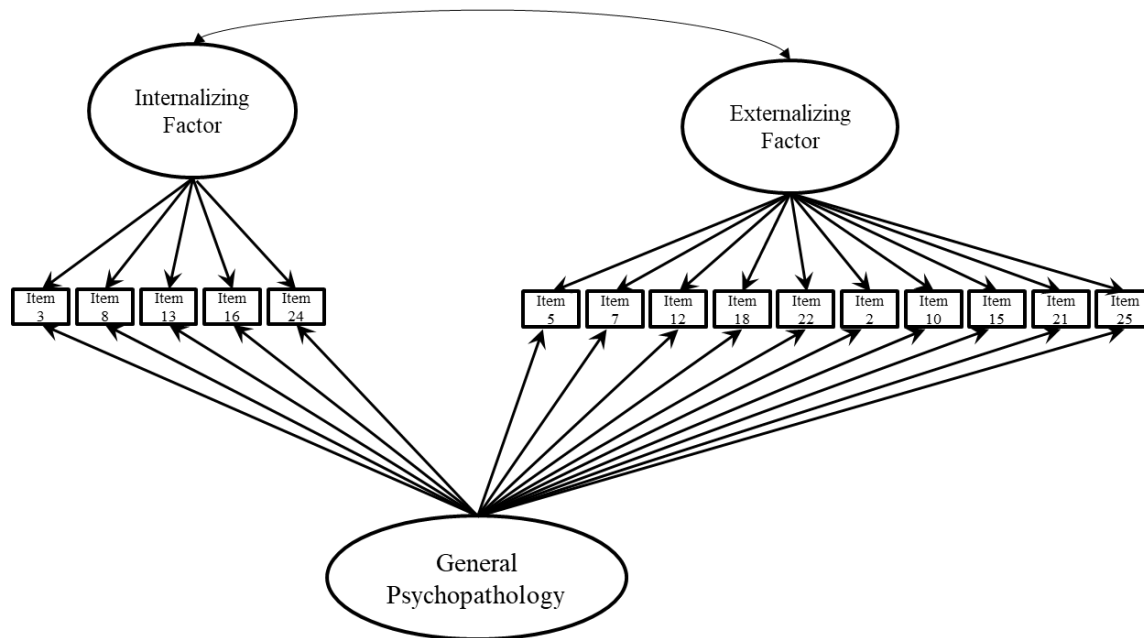 Internalizing
Factor
Externalizing
Factor
Item
3
Item
8
Item
13
Item
16
Item
24
Item
5
Item
7
Item
12
Item
18
Item
22
Item
2
Item
10
Item
15
Item
21
Item
25
General
Psychopathology